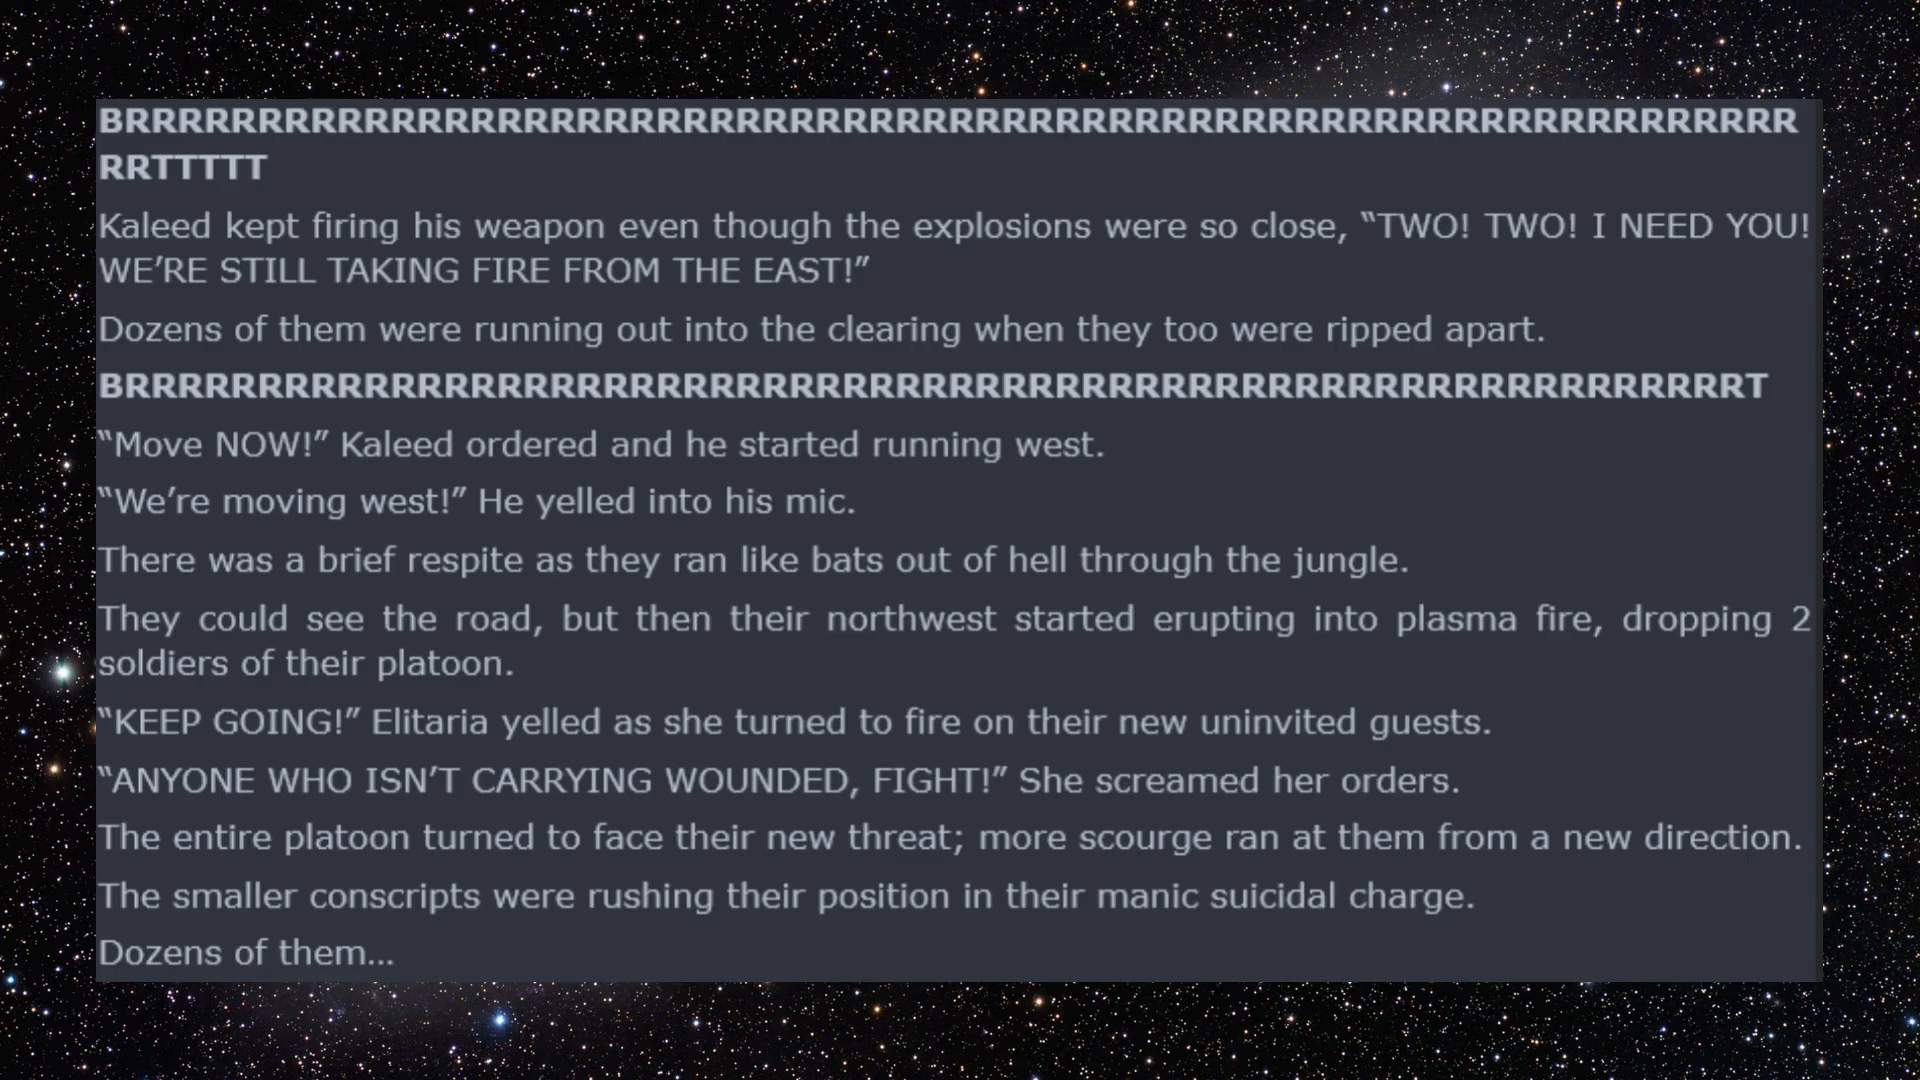 BRRRRRRRRRRRRRRRRRRRRRRRRRRRRRRRRRRRRRRRRRRRRRRRRRRRRRRRRRRRRRRR
RRTTTTT
Kaleed kept firing his weapon even though the explosions were so close, “TWO! TWO! I NEED YOU!
WE’RE STILL TAKING FIRE FROM THE EAST!”
Dozens of them were running out into the clearing when they too were ripped apart.
BRRRRRRRRRRRRRRRRRRRRRRRRRRRRRRRRRRRRRRRRRRRRRRRRRRRRRRRRRRRRRT
“Move NOW!” Kaleed ordered and he started running west.
“We’re moving west!” He yelled into his mic.
There was a brief respite as they ran like bats out of hell through the jungle.
They could see the road, but then their northwest started erupting into plasma fire, dropping 2
soldiers of their platoon.
“KEEP GOING!” Elitaria yelled as she turned to fire on their new uninvited guests.
“ANYONE WHO ISN’T CARRYING WOUNDED, FIGHT!” She screamed her orders.
The entire platoon turned to face their new threat; more scourge ran at them from a new direction.
The smaller conscripts were rushing their position in their manic suicidal charge.
Dozens of them…